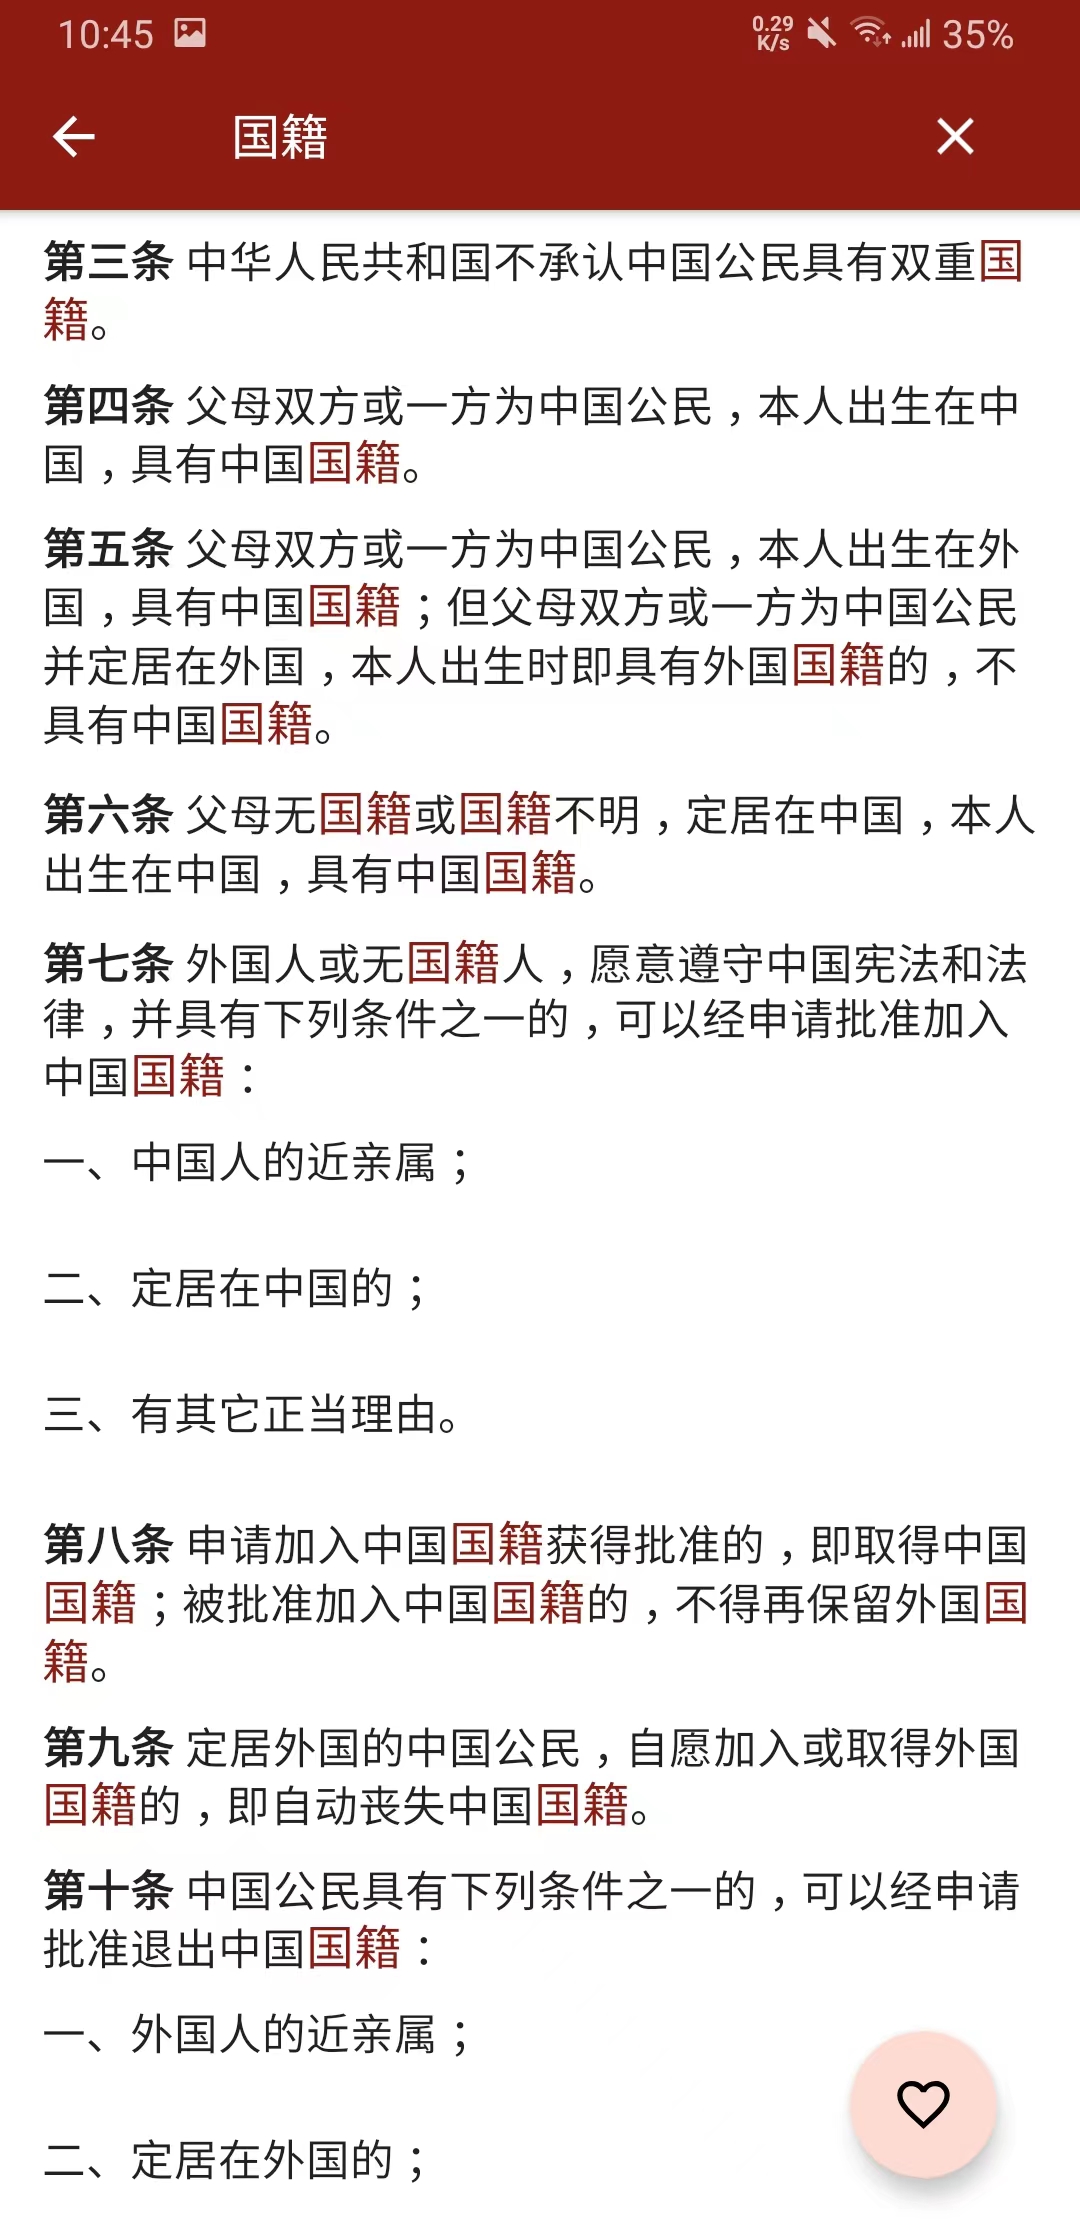 10:45
0.29
K/s
35%
国籍
第三条 中华人民共和国不承认中国公民具有双重国
籍。
第四条 父母双方或一方为中国公民，本人出生在中
国，具有中国国籍。
第五条 父母双方或一方为中国公民，本人出生在外
国，具有中国国籍；但父母双方或一方为中国公民
并定居在外国，本人出生时即具有外国国籍的，不
具有中国国籍。
第六条 父母无国籍或国籍不明，定居在中国，本人
出生在中国，具有中国国籍。
第七条 外国人或无国籍人，愿意遵守中国宪法和法
律，并具有下列条件之一的，可以经申请批准加入
中国国籍：
一、中国人的近亲属；
二、定居在中国的；
三、有其它正当理由。
第八条 申请加入中国国籍获得批准的，即取得中国
国籍；被批准加入中国国籍的，不得再保留外国国
籍。
第九条 定居外国的中国公民，自愿加入或取得外国
国籍的，即自动丧失中国国籍。
第十条 中国公民具有下列条件之一的，可以经申请
批准退出中国国籍：
一、外国人的近亲属；
二、定居在外国的；